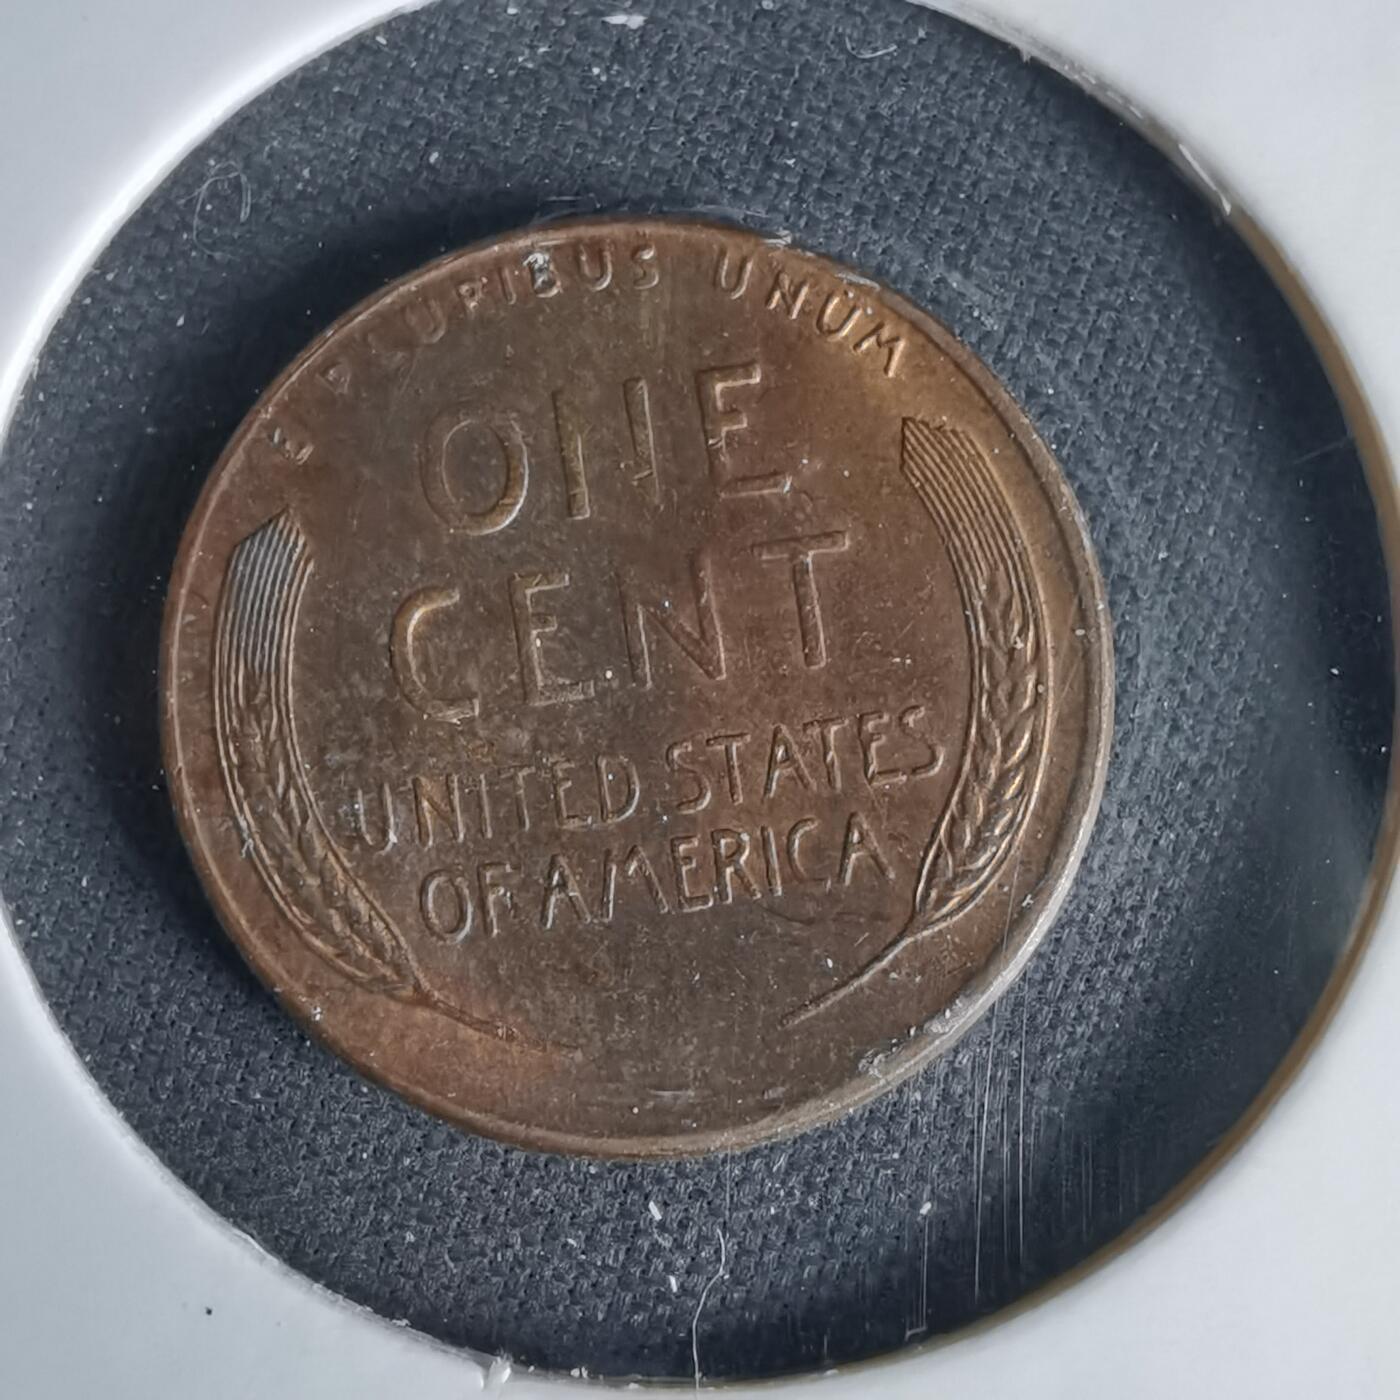 E PLURIBUS UNUM
ONE
CENT
UNITED STATES
OF AMERICA